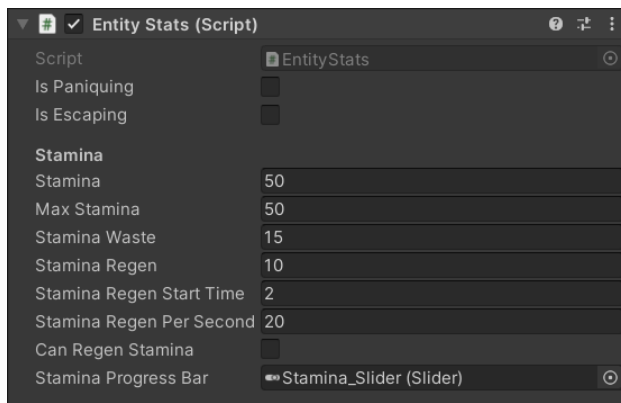 Entity Stats (Script)
Script EntityStats
Is Paniquing
Is Escaping
Stamina
Stamina 50
Max Stamina 50
Stamina Waste 15
Stamina Regen 10
Stamina Regen Start Time 2
Stamina Regen Per Second 20
Can Regen Stamina
Stamina Progress Bar Stamina_Slider (Slider)